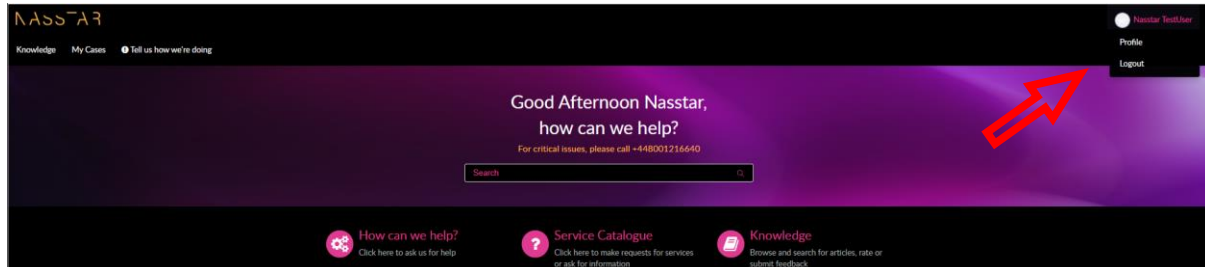 NASSTAR
Nasstar TestUser
Knowledge My Cases Tell us how we're doing
Profile
Logout
Good Afternoon Nasstar,
how can we help?
For critical issues, please call +448001216640
Search
How can we help?
Click here to ask us for help
Service Catalogue
Click here to make requests for services
or ask for information
Knowledge
Browse and search for articles, rate or
submit feedback